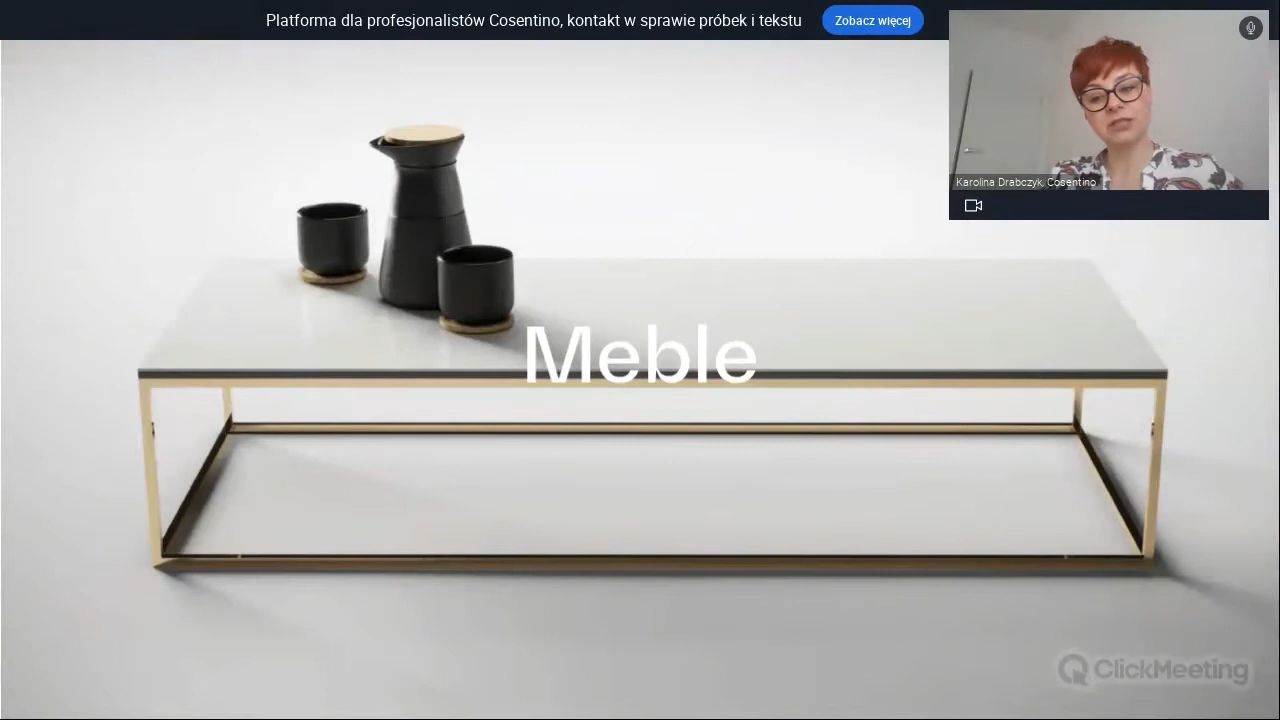 Platforma dla profesjonalistów Cosentino, kontakt w sprawie próbek i tekstu
Zobacz więcej
Karolina Drabczyk, Cosentino
Meble
ClickMeeting